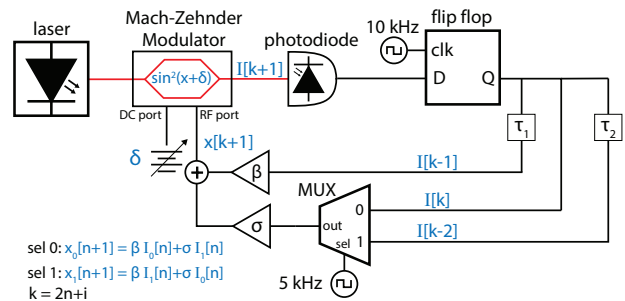 laser
Mach-Zehnder
Modulator
photodiode
flip flop
10 kHz
clk
D
Q
sin²(x+δ)
I[k+1]
DC port
RF port
x[k+1]
δ
β
σ
τ₁
τ₂
I[k-1]
I[k]
I[k-2]
MUX
0
out
sel 1
5 kHz
sel 0: x₀[n+1] = β I₀[n]+σ I₁[n]
sel 1: x₁[n+1] = β I₁[n]+σ I₀[n]
k = 2n+i